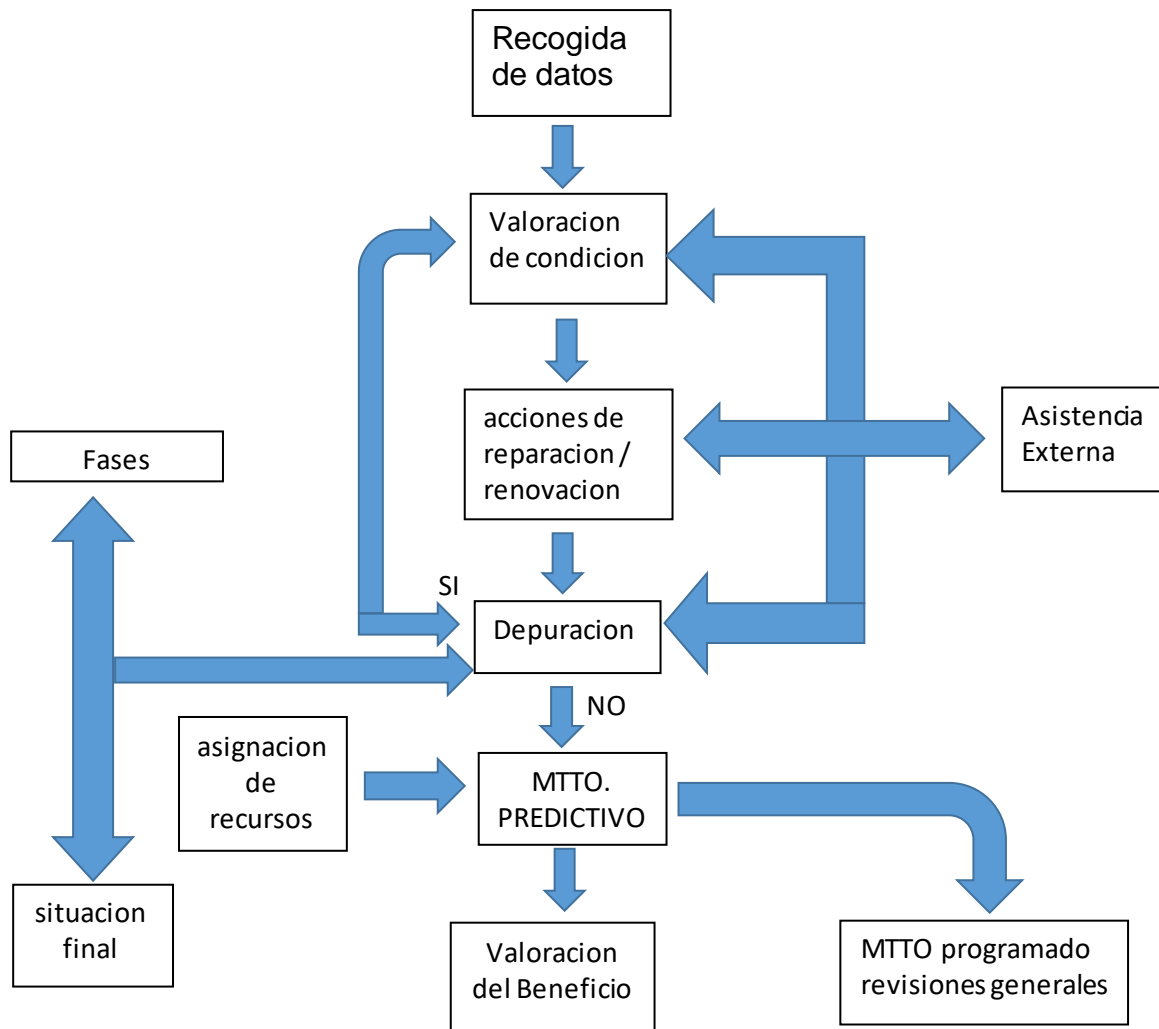 Recogida
de datos
Valoracion
de condicion
acciones de
reparacion /
renovacion
Asistencia
Externa
Fases
SI
Depuracion
NO
asignacion
de
recursos
MTTO.
PREDICTIVO
situacion
final
Valoracion
del Beneficio
MTTO programado
revisiones generales